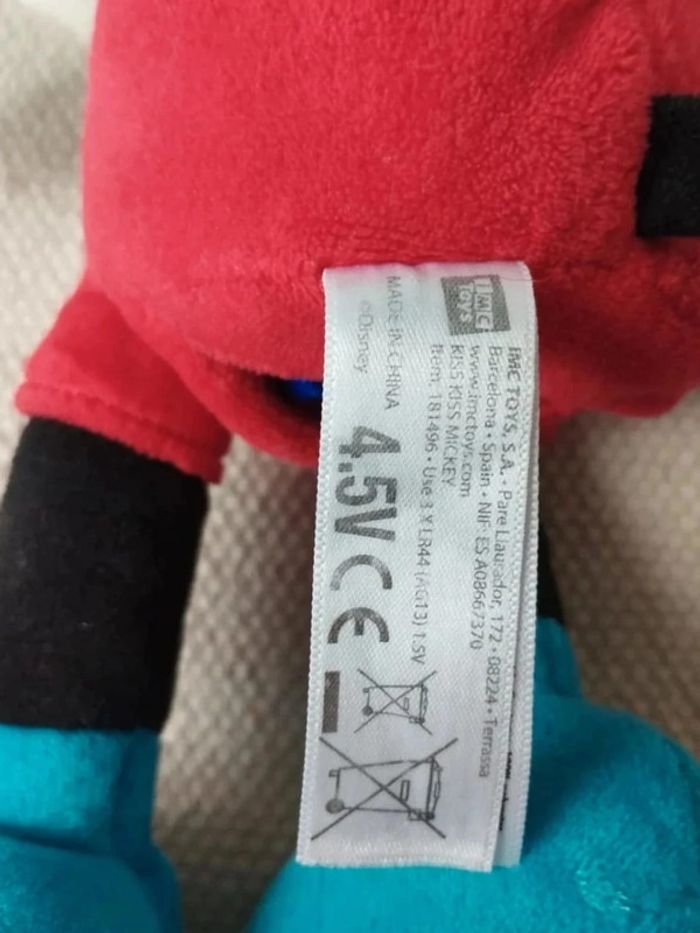 IMC
TOYS
IMC TOYS, S.A. · Pare Llaurador, 172 · 08224 · Terrassa
Barcelona · Spain · NIF: ES A08667370
www.imctoys.com
KISS KISS MICKEY
Item: 181496 · Use 3 X LR44 (AG13) 1.5V
MADE IN CHINA
©Disney
4.5V CE